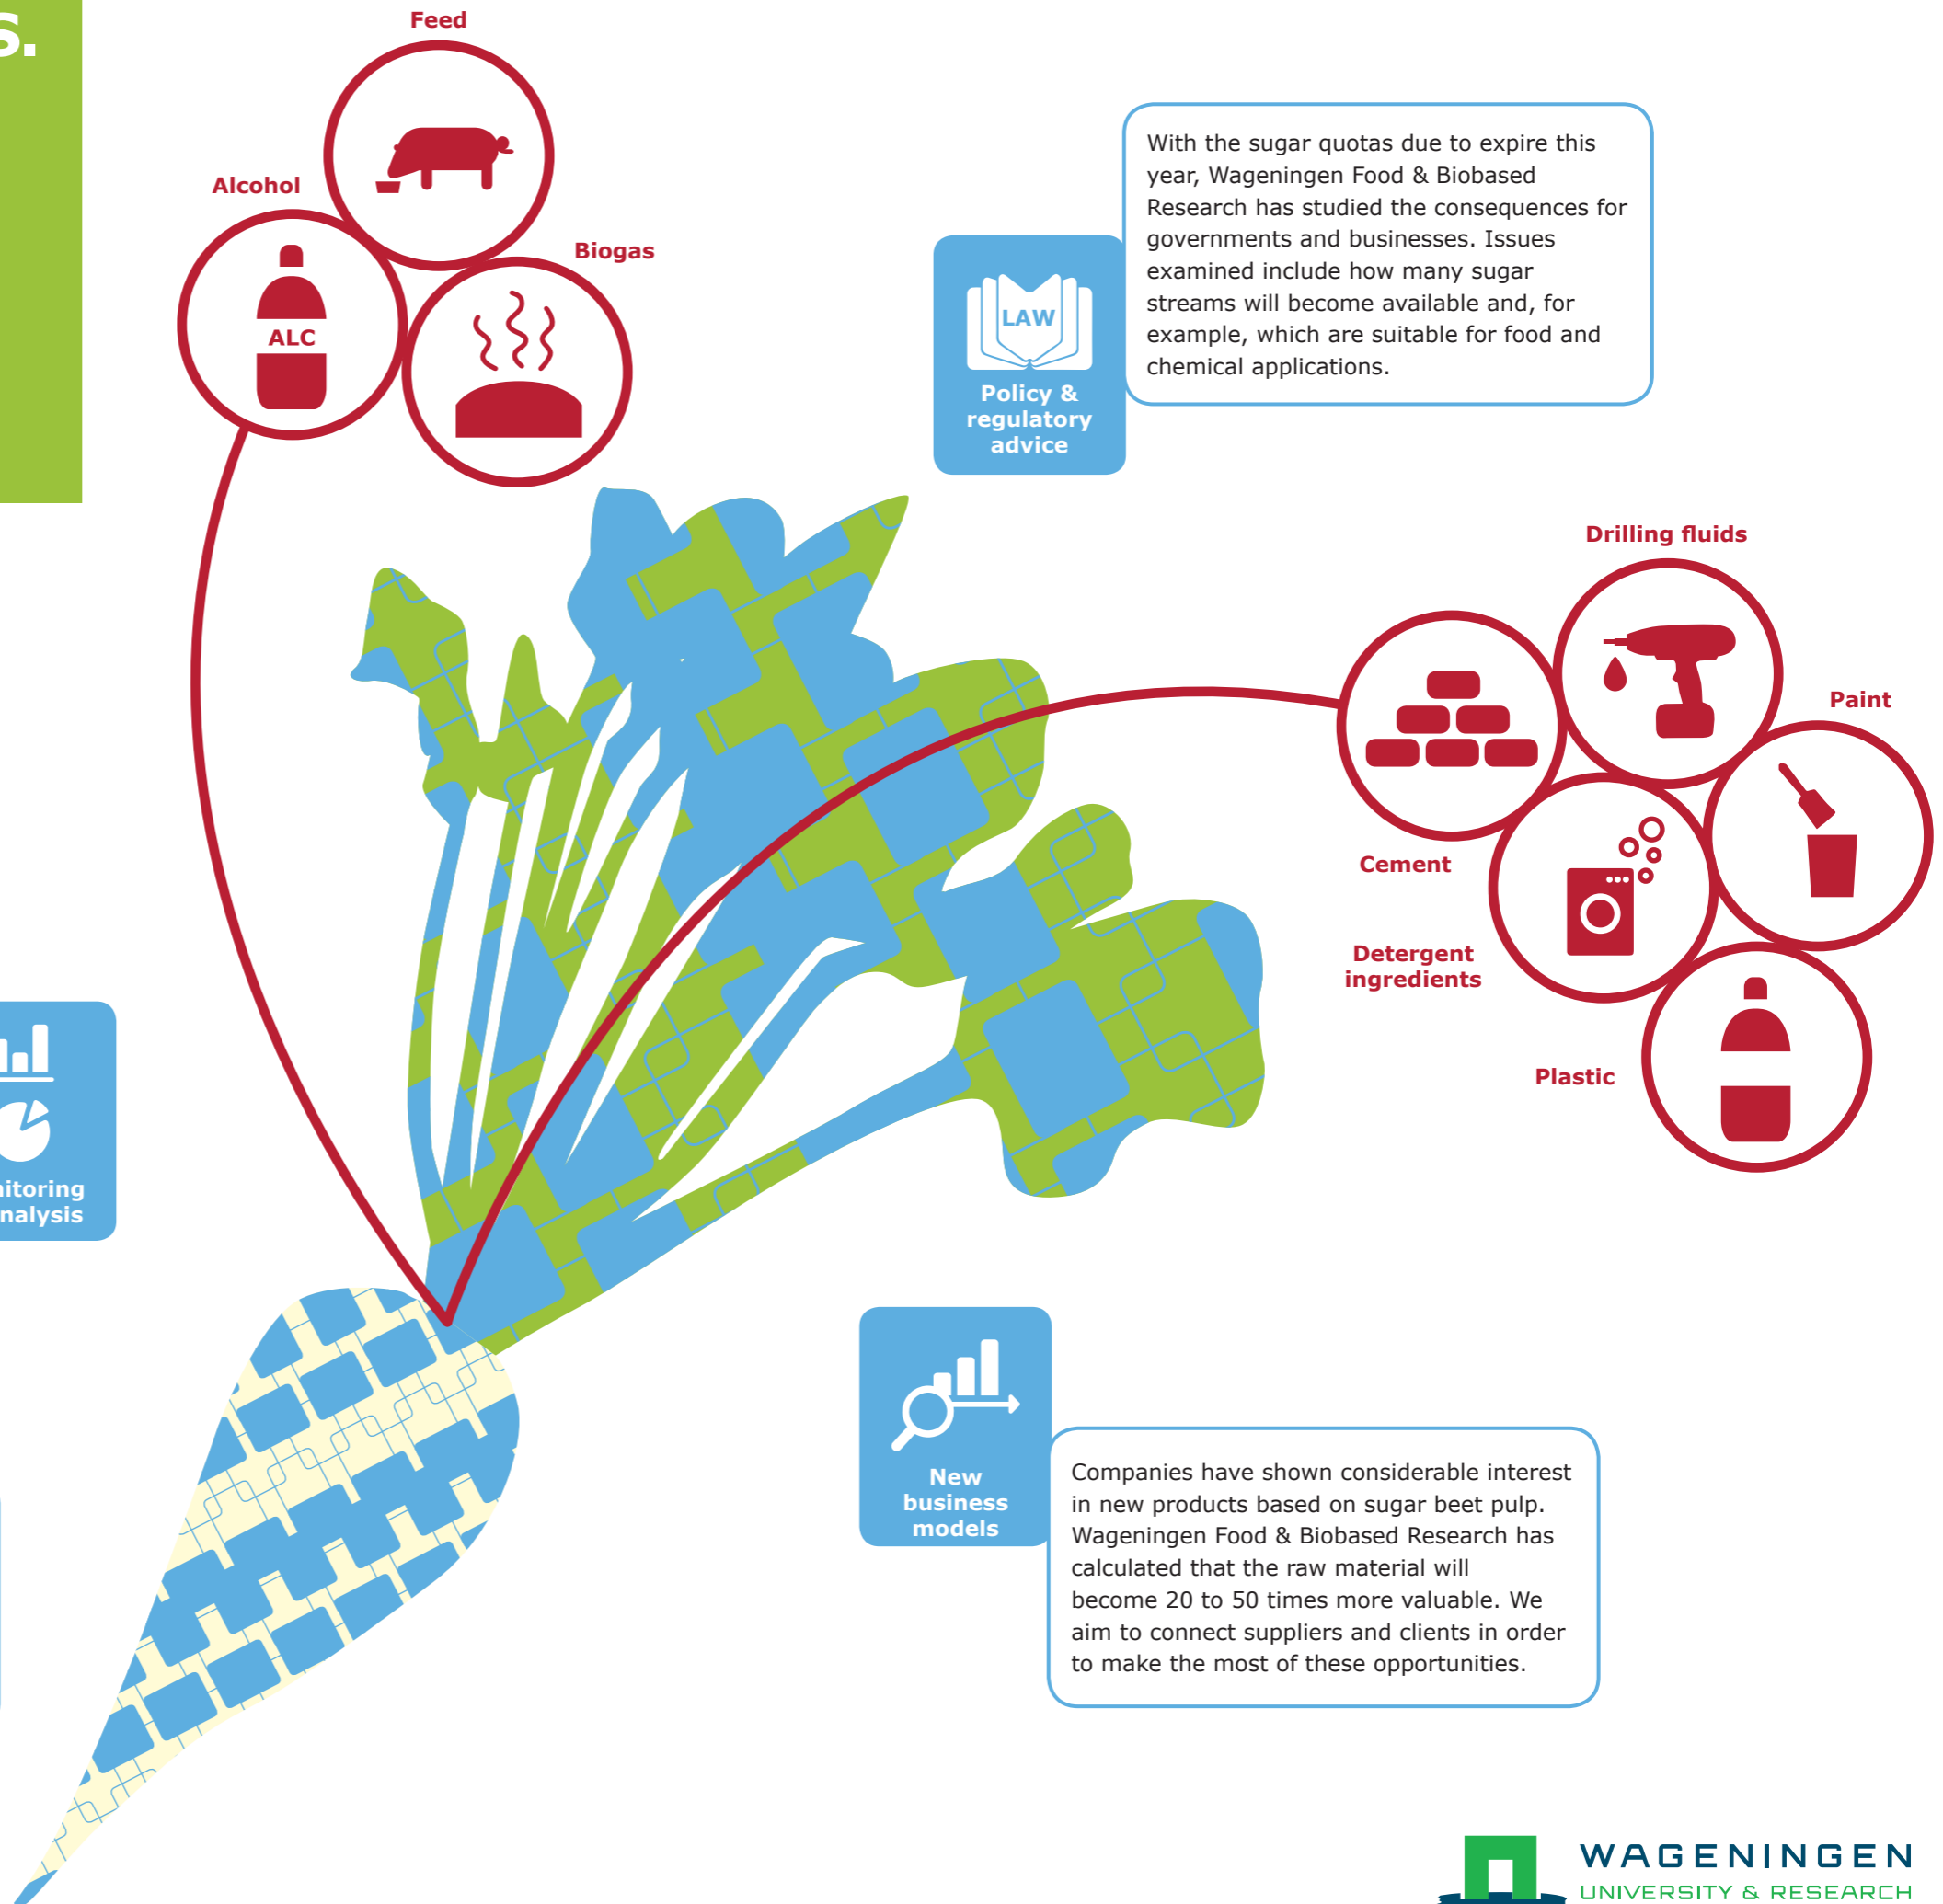 s.
Feed
Alcohol
ALC
Biogas
With the sugar quotas due to expire this
year, Wageningen Food & Biobased
Research has studied the consequences for
governments and businesses. Issues
examined include how many sugar
streams will become available and, for
example, which are suitable for food and
chemical applications.
LAW
Policy &
regulatory
advice
Drilling fluids
Paint
Cement
Detergent
ingredients
Plastic
itoring
nalysis
New
business
models
Companies have shown considerable interest
in new products based on sugar beet pulp.
Wageningen Food & Biobased Research has
calculated that the raw material will
become 20 to 50 times more valuable. We
aim to connect suppliers and clients in order
to make the most of these opportunities.
WAGENINGEN
UNIVERSITY & RESEARCH